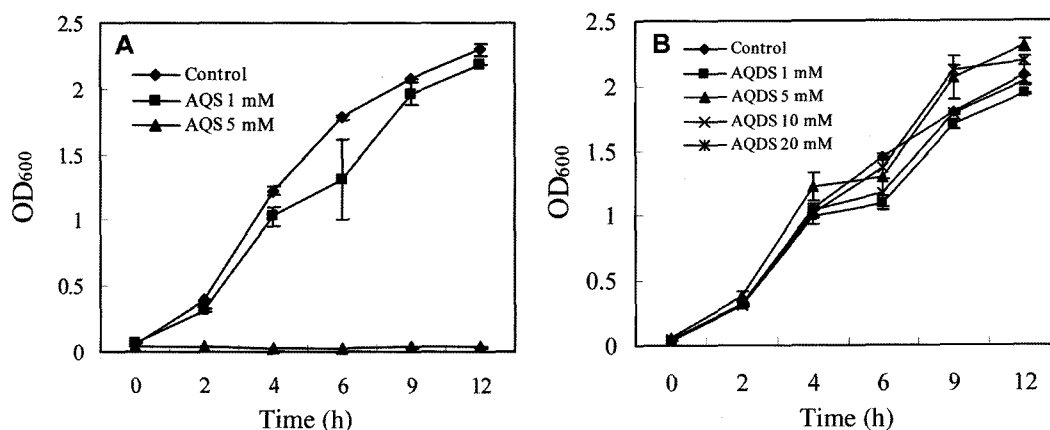 A
Control
AQS 1 mM
AQS 5 mM
OD600
2.5
2
1.5
1
0.5
0
0 2 4 6 9 12
Time (h)
B
Control
AQDS 1 mM
AQDS 5 mM
AQDS 10 mM
AQDS 20 mM
OD600
2.5
2
1.5
1
0.5
0
0 2 4 6 9 12
Time (h)